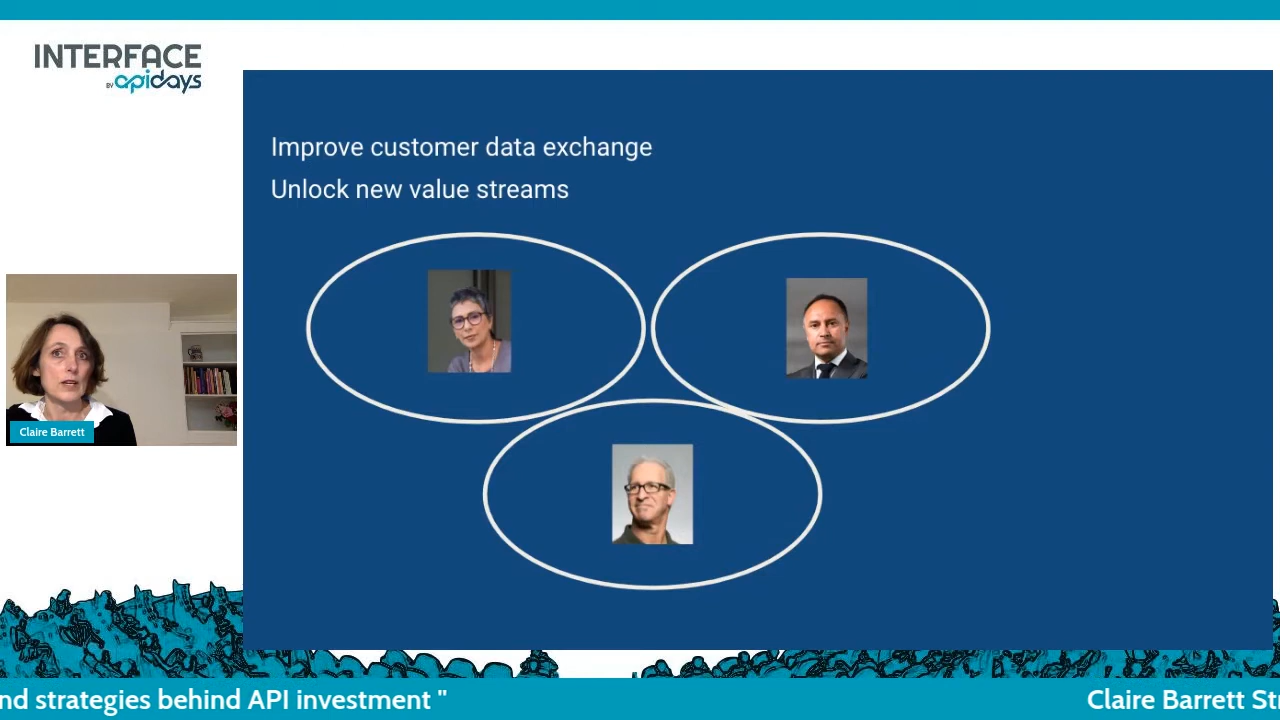 INTERFACE
BY apidays
Improve customer data exchange
Unlock new value streams
Claire Barrett
nd strategies behind API investment "
Claire Barrett St